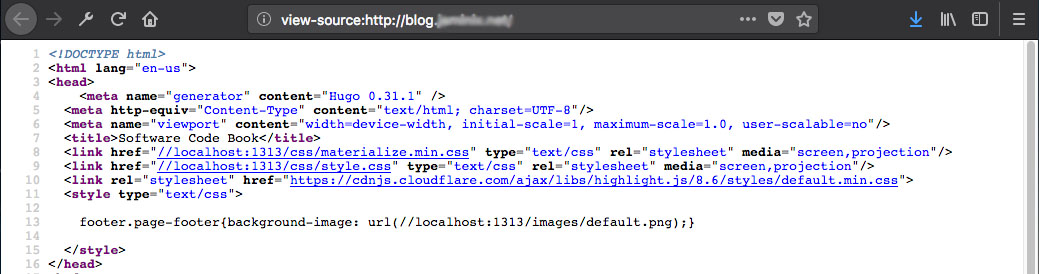 view-source:http://blog.
1 <!DOCTYPE html>
2 <html lang="en-us">
3 <head>
4 <meta name="generator" content="Hugo 0.31.1" />
5 <meta http-equiv="Content-Type" content="text/html; charset=UTF-8"/>
6 <meta name="viewport" content="width=device-width, initial-scale=1, maximum-scale=1.0, user-scalable=no"/>
7 <title>Software Code Book</title>
8 <link href="//localhost:1313/css/materialize.min.css" type="text/css" rel="stylesheet" media="screen,projection"/>
9 <link href="//localhost:1313/css/style.css" type="text/css" rel="stylesheet" media="screen,projection"/>
10 <link rel="stylesheet" href="https://cdnjs.cloudflare.com/ajax/libs/highlight.js/8.6/styles/default.min.css">
11 <style type="text/css">
12
13 footer.page-footer{background-image: url(//localhost:1313/images/default.png);}
14
15 </style>
16 </head>